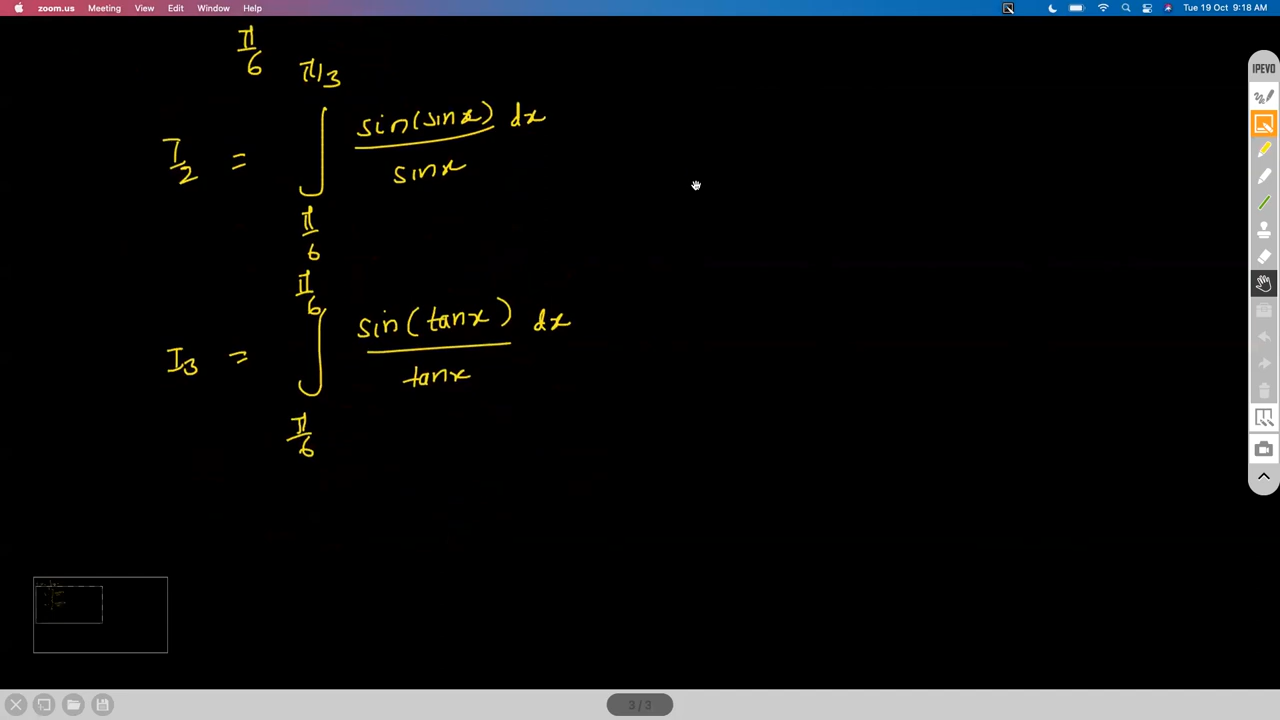 zoom.us Meeting View Edit Window Help Tue 19 Oct 9:18 AM
π
6
π/3
I2 = ∫ sin(sinx) dx
sinx
π
6
π
6
I3 = ∫ sin(tanx) dx
tanx
π
6
IPEVO
3 / 3